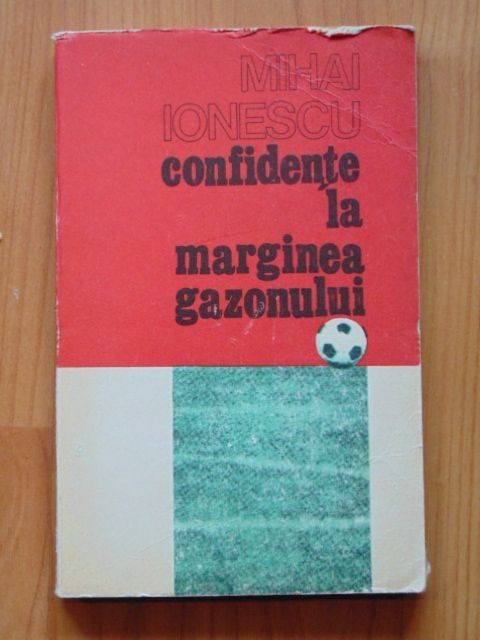 MIHAI
IONESCU
confidențe
la
marginea
gazonului